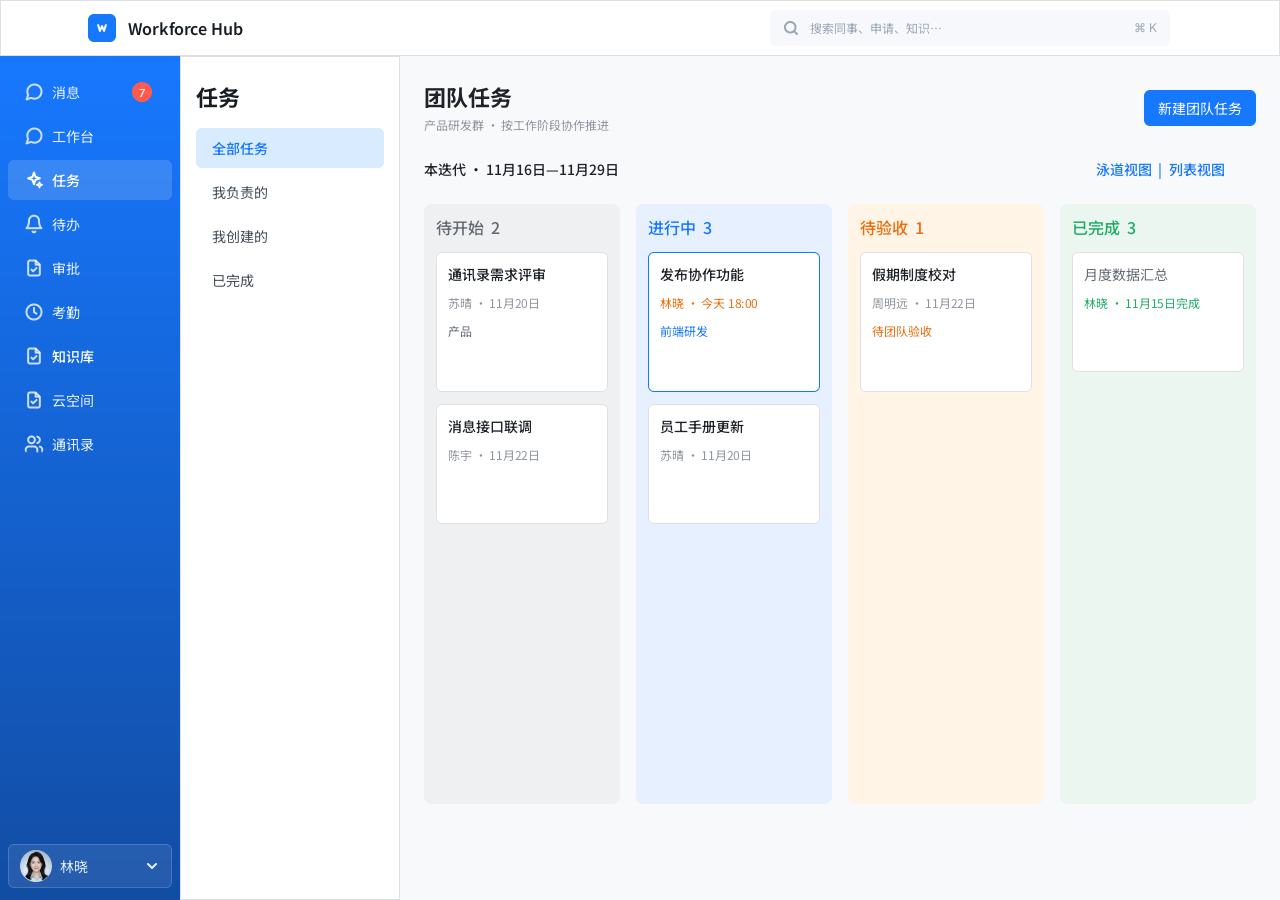 Workforce Hub
搜索同事、申请、知识…
⌘ K
消息
7
工作台
任务
待办
审批
考勤
知识库
云空间
通讯录
林晓
任务
全部任务
我负责的
我创建的
已完成
团队任务
产品研发群 · 按工作阶段协作推进
新建团队任务
本迭代 · 11月16日—11月29日
泳道视图 | 列表视图
待开始 2
通讯录需求评审
苏晴 · 11月20日
产品
消息接口联调
陈宇 · 11月22日
进行中 3
发布协作功能
林晓 · 今天 18:00
前端研发
员工手册更新
苏晴 · 11月20日
待验收 1
假期制度校对
周明远 · 11月22日
待团队验收
已完成 3
月度数据汇总
林晓 · 11月15日完成